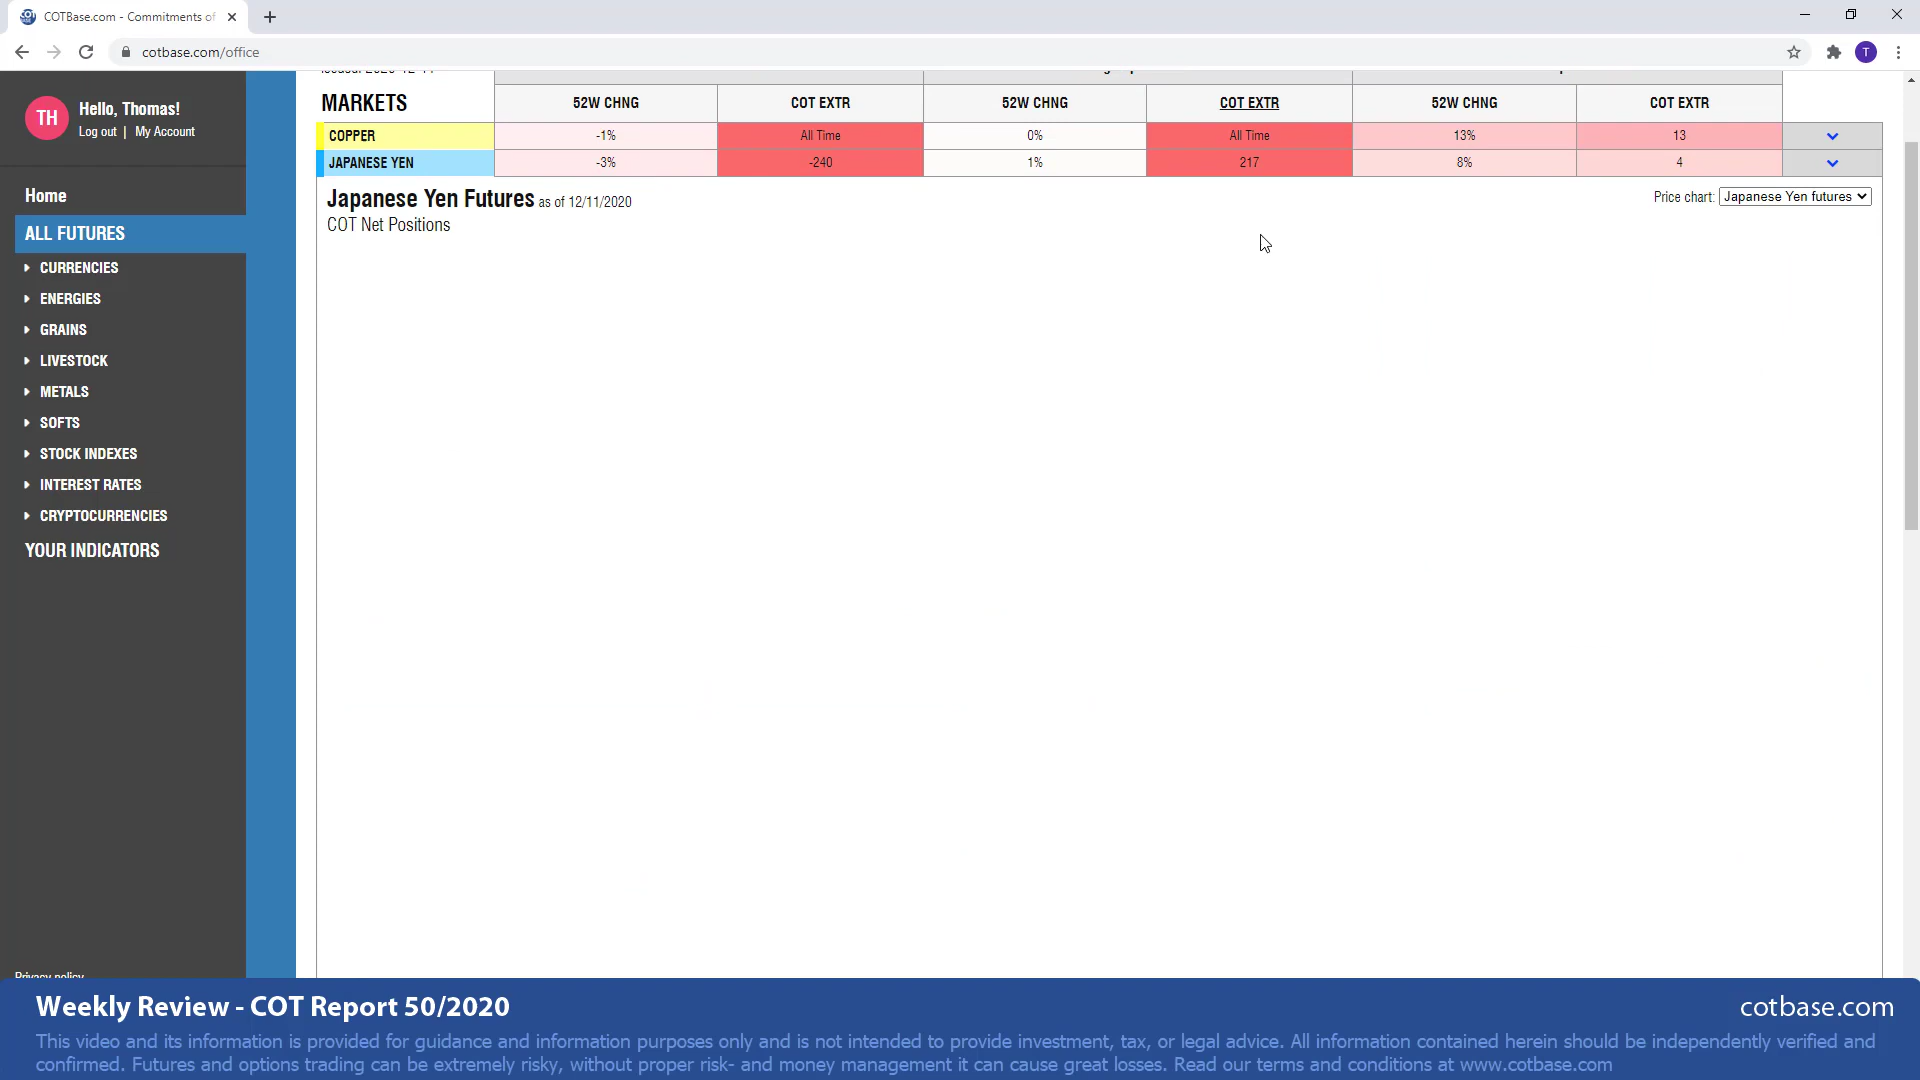 COTBase.com - Commitments of
cotbase.com/office
T
TH
Hello, Thomas!
Log out | My Account
Home
ALL FUTURES
CURRENCIES
ENERGIES
GRAINS
LIVESTOCK
METALS
SOFTS
STOCK INDEXES
INTEREST RATES
CRYPTOCURRENCIES
YOUR INDICATORS
Privacy policy
MARKETS 52W CHNG COT EXTR 52W CHNG COT EXTR 52W CHNG COT EXTR
COPPER -1% All Time 0% All Time 13% 13
JAPANESE YEN -3% -240 1% 217 8% 4
Japanese Yen Futures as of 12/11/2020
Price chart: Japanese Yen futures
COT Net Positions
Weekly Review - COT Report 50/2020
cotbase.com
This video and its information is provided for guidance and information purposes only and is not intended to provide investment, tax, or legal advice. All information contained herein should be independently verified and
confirmed. Futures and options trading can be extremely risky, without proper risk- and money management it can cause great losses. Read our terms and conditions at www.cotbase.com